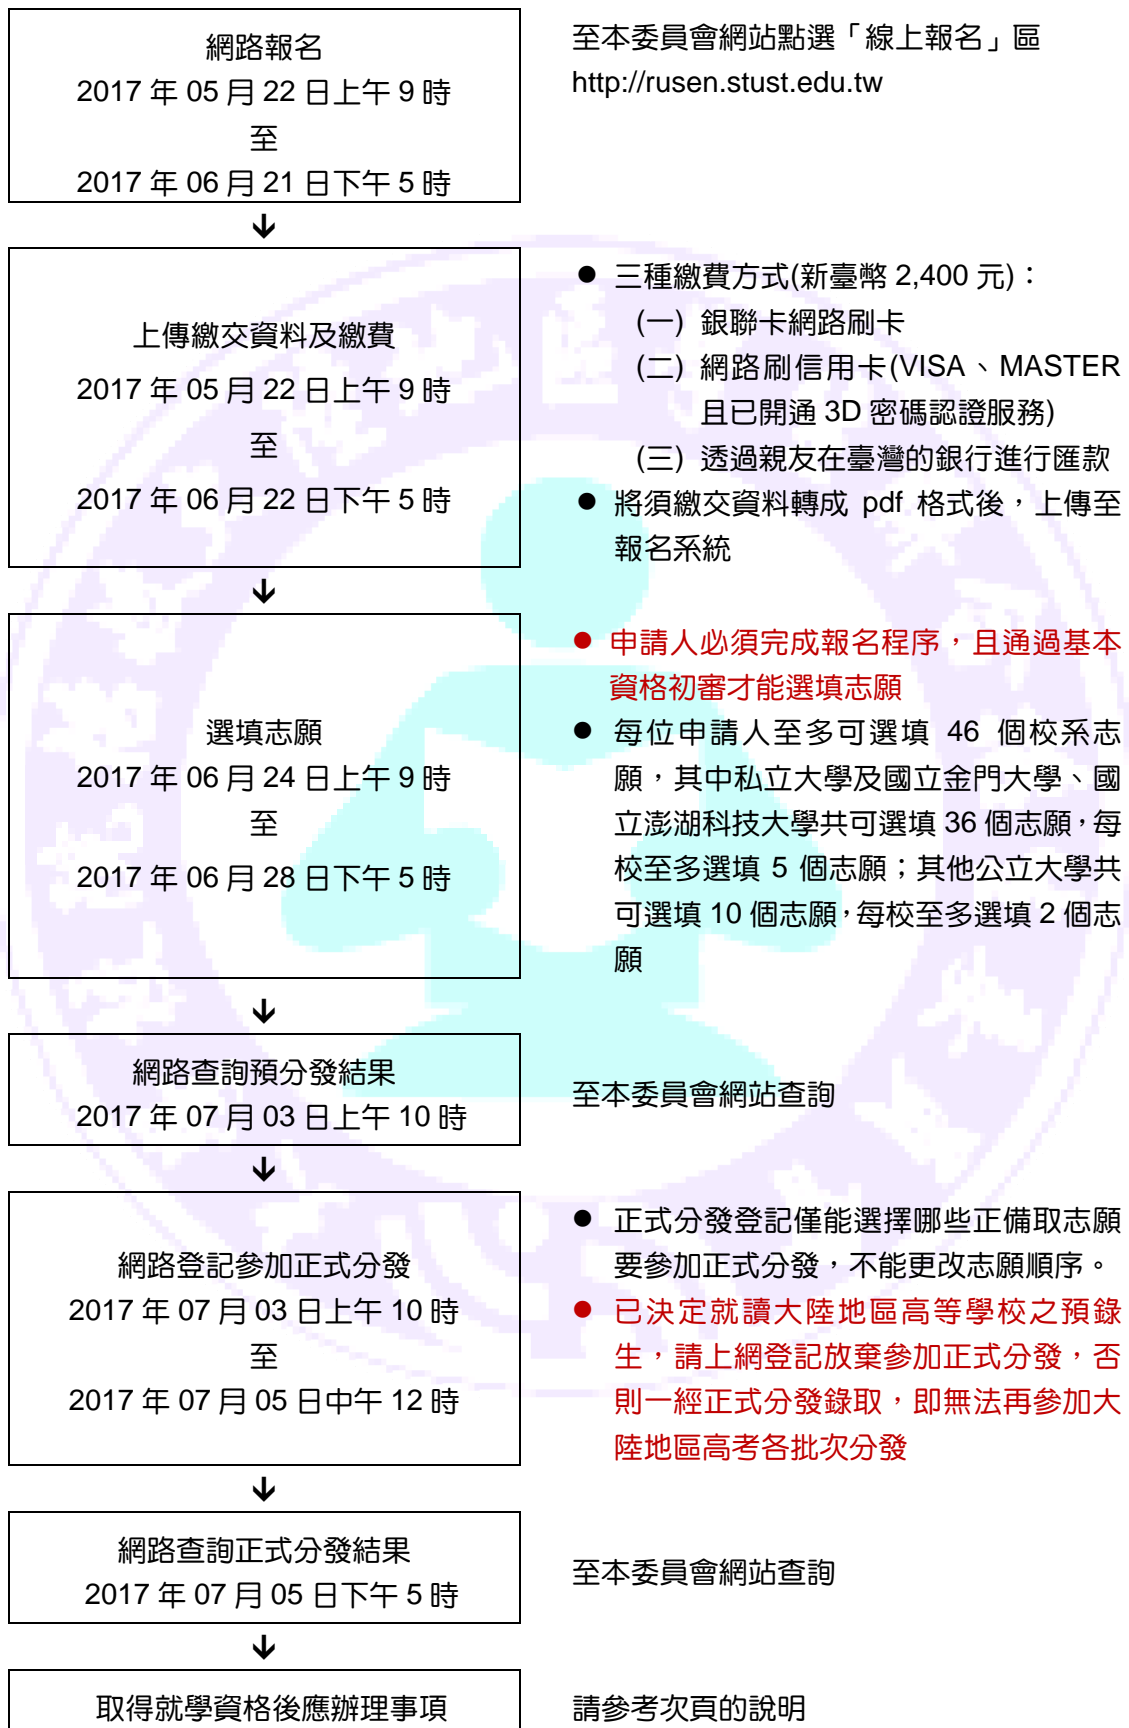 網路報名
2017 年 05 月 22 日上午 9 時
至
2017 年 06 月 21 日下午 5 時
至本委員會網站點選「線上報名」區
http://rusen.stust.edu.tw
上傳繳交資料及繳費
2017 年 05 月 22 日上午 9 時
至
2017 年 06 月 22 日下午 5 時
● 三種繳費方式(新臺幣 2,400 元)：
(一) 銀聯卡網路刷卡
(二) 網路刷信用卡(VISA、MASTER
且已開通 3D 密碼認證服務)
(三) 透過親友在臺灣的銀行進行匯款
● 將須繳交資料轉成 pdf 格式後，上傳至
報名系統
選填志願
2017 年 06 月 24 日上午 9 時
至
2017 年 06 月 28 日下午 5 時
● 申請人必須完成報名程序，且通過基本
資格初審才能選填志願
● 每位申請人至多可選填 46 個校系志
願，其中私立大學及國立金門大學、國
立澎湖科技大學共可選填 36 個志願，每
校至多選填 5 個志願；其他公立大學共
可選填 10 個志願，每校至多選填 2 個志
願
網路查詢預分發結果
2017 年 07 月 03 日上午 10 時
至本委員會網站查詢
網路登記參加正式分發
2017 年 07 月 03 日上午 10 時
至
2017 年 07 月 05 日中午 12 時
● 正式分發登記僅能選擇哪些正備取志願
要參加正式分發，不能更改志願順序。
● 已決定就讀大陸地區高等學校之預錄
生，請上網登記放棄參加正式分發，否
則一經正式分發錄取，即無法再參加大
陸地區高考各批次分發
網路查詢正式分發結果
2017 年 07 月 05 日下午 5 時
至本委員會網站查詢
取得就學資格後應辦理事項
請參考次頁的說明